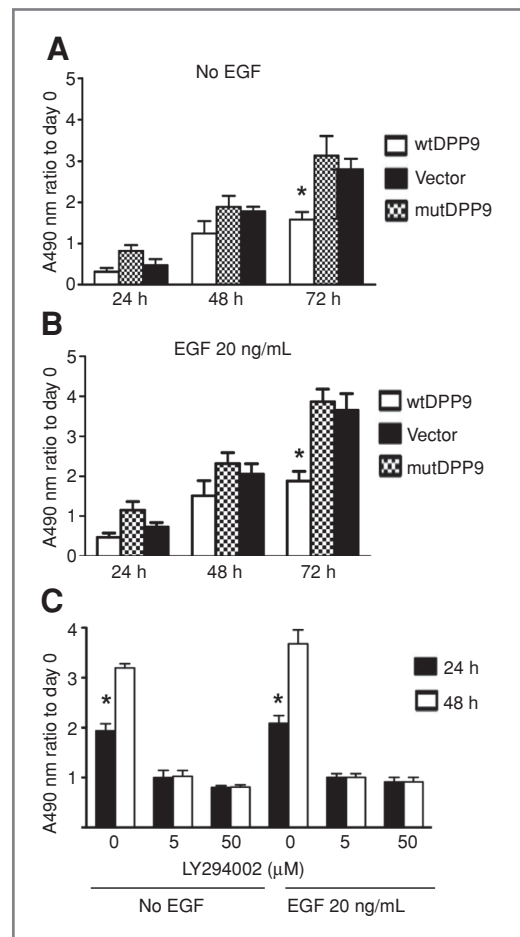 A
No EGF
A490 nm ratio to day 0
5
4
3
2
1
0
*
24 h 48 h 72 h
wtDPP9
Vector
mutDPP9
B
EGF 20 ng/mL
A490 nm ratio to day 0
5
4
3
2
1
0
*
24 h 48 h 72 h
wtDPP9
Vector
mutDPP9
C
A490 nm ratio to day 0
4
3
2
1
* *
24 h
48 h
0 5 50 0 5 50
LY294002 (μM)
No EGF EGF 20 ng/mL